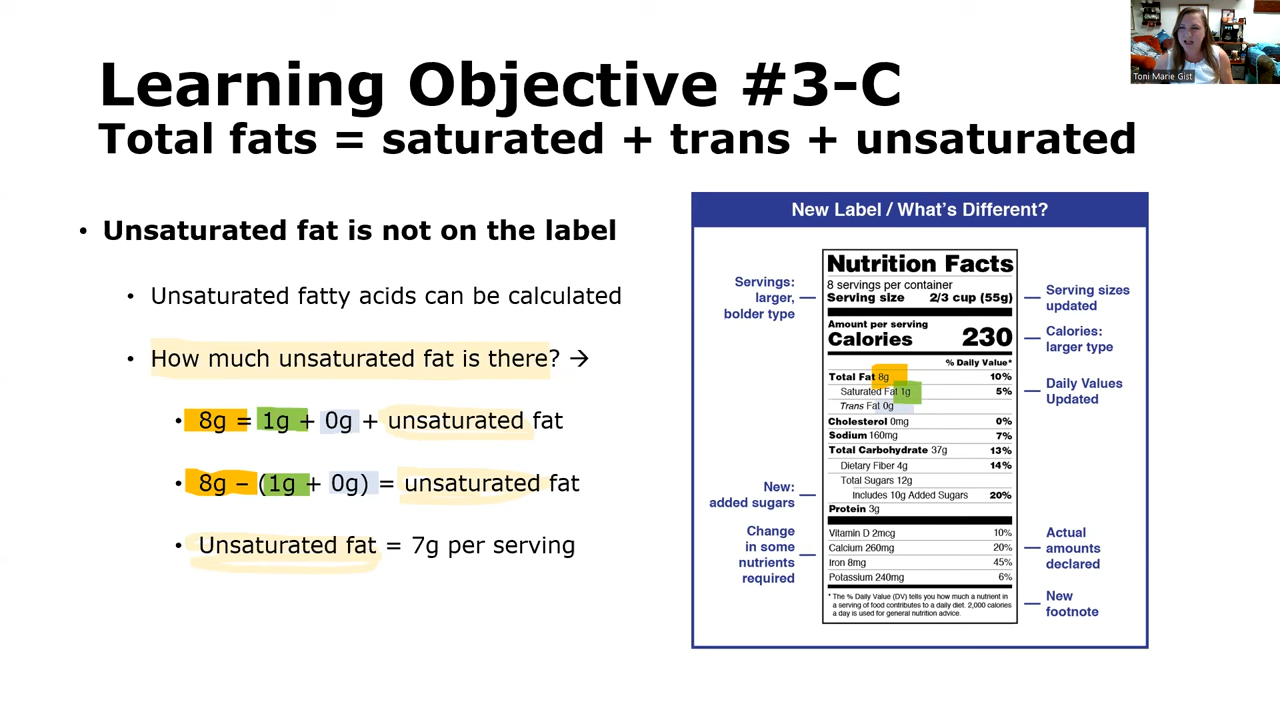 Learning Objective #3-C
Total fats = saturated + trans + unsaturated
Toni Marie Gist
• Unsaturated fat is not on the label
• Unsaturated fatty acids can be calculated
• How much unsaturated fat is there? →
• 8g = 1g + 0g + unsaturated fat
• 8g – (1g + 0g) = unsaturated fat
• Unsaturated fat = 7g per serving
New Label / What's Different?
Servings:
larger,
bolder type
New:
added sugars
Change
in some
nutrients
required
Nutrition Facts
8 servings per container
Serving size 2/3 cup (55g)
Amount per serving
Calories 230
% Daily Value*
Total Fat 8g 10%
Saturated Fat 1g 5%
Trans Fat 0g
Cholesterol 0mg 0%
Sodium 160mg 7%
Total Carbohydrate 37g 13%
Dietary Fiber 4g 14%
Total Sugars 12g
Includes 10g Added Sugars 20%
Protein 3g
Vitamin D 2mcg 10%
Calcium 260mg 20%
Iron 8mg 45%
Potassium 240mg 6%
* The % Daily Value (DV) tells you how much a nutrient in
a serving of food contributes to a daily diet. 2,000 calories
a day is used for general nutrition advice.
Serving sizes
updated
Calories:
larger type
Daily Values
Updated
Actual
amounts
declared
New
footnote